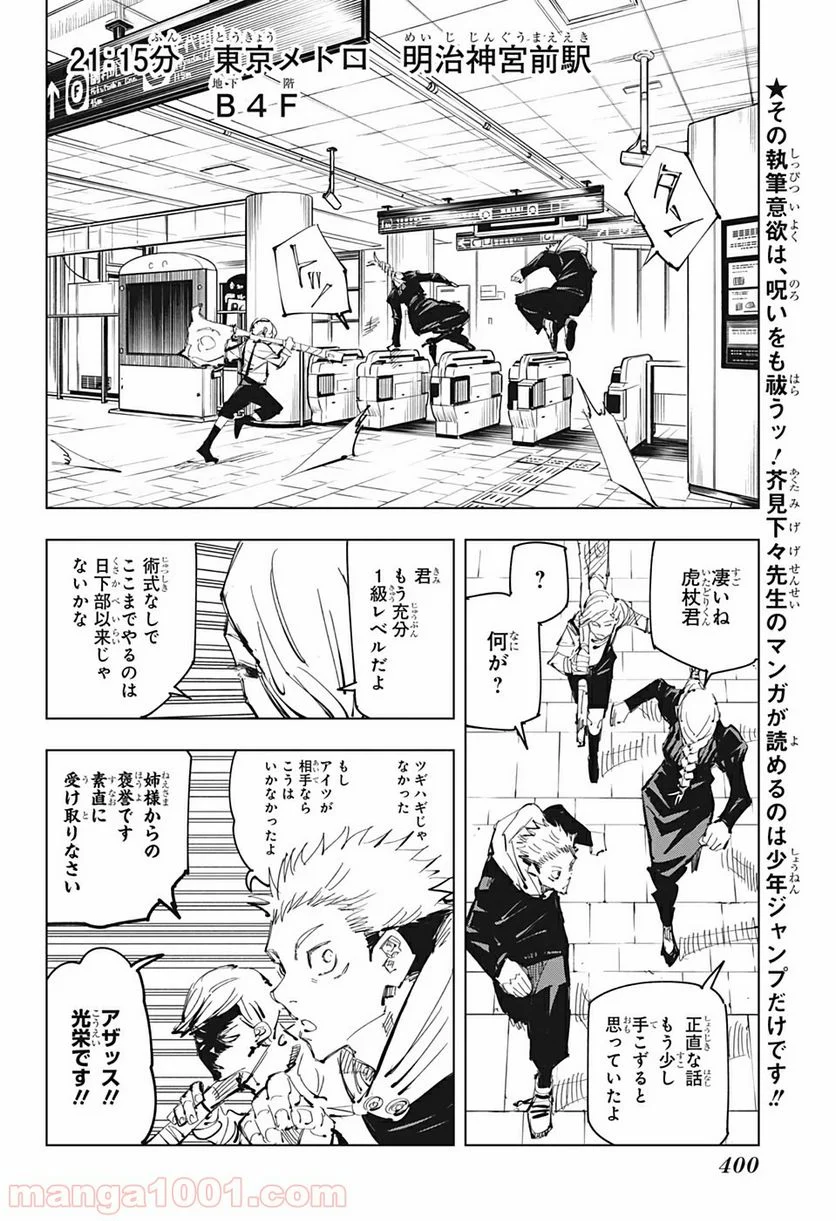 21:15分 東京メトロ 明治神宮前駅
B4F
ダンッ
ドンッ
★その執筆意欲は、呪いをも祓うッ!芥見下々先生のマンガが読めるのは少年ジャンプだけです!!
凄いね
虎杖君
?
何が?
正直な話
もう少し
手こずると
思っていたよ
君
もう充分
1級レベルだよ
術式なしで
ここまでやるのは
日下部以来じゃ
ないかな
ツギハギじゃ
なかった
もし
アイツが
相手なら
こうは
いかなかったよ
姉様からの
褒誉です
素直に
受け取りなさい
アザッス!!
光栄です!!
400
manga1001.com